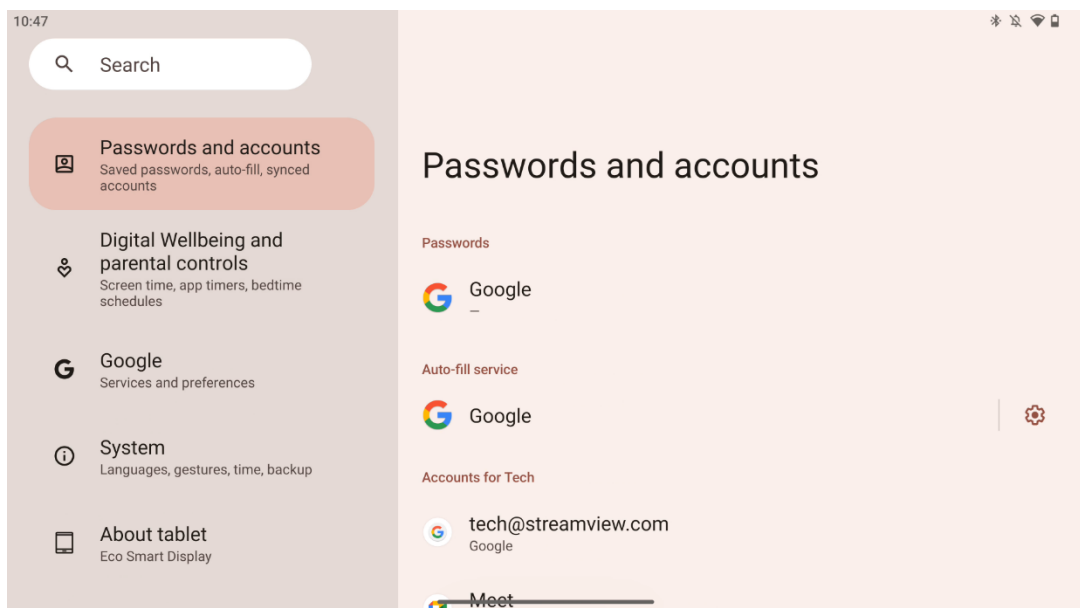 10:47
Search
Passwords and accounts
Saved passwords, auto-fill, synced
accounts
Digital Wellbeing and
parental controls
Screen time, app timers, bedtime
schedules
Google
Services and preferences
System
Languages, gestures, time, backup
About tablet
Eco Smart Display
Passwords and accounts
Passwords
Google
–
Auto-fill service
Google
Accounts for Tech
tech@streamview.com
Google
Meet